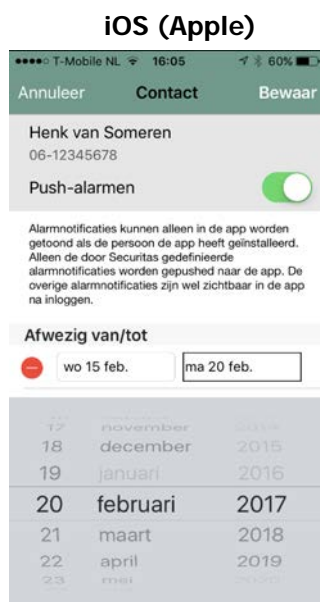 iOS (Apple)
T-Mobile NL 16:05 60%
Annuleer Contact Bewaar
Henk van Someren
06-12345678
Push-alarmen
Alarmnotificaties kunnen alleen in de app worden
getoond als de persoon de app heeft geïnstalleerd.
Alleen de door Securitas gedefinieerde
alarmnotificaties worden gepushed naar de app. De
overige alarmnotificaties zijn wel zichtbaar in de app
na inloggen.
Afwezig van/tot
wo 15 feb. ma 20 feb.
17 november
18 december 2015
19 januari 2016
20 februari 2017
21 maart 2018
22 april 2019
23 mei